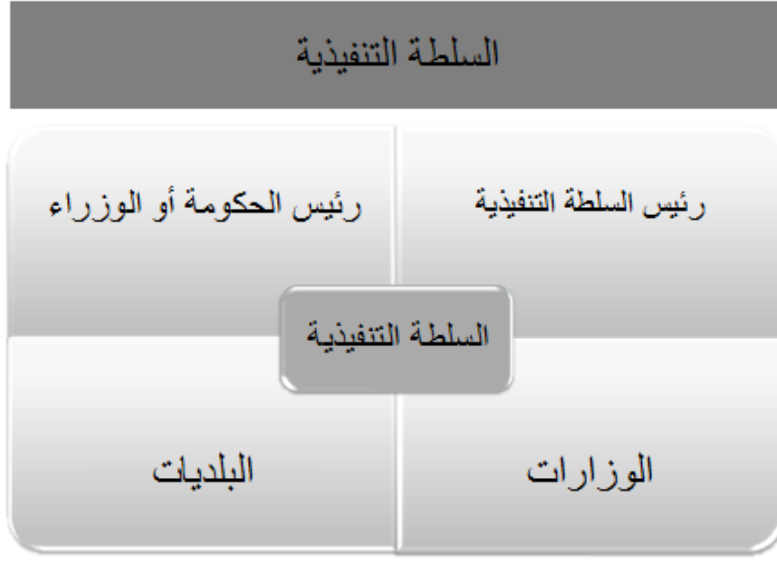 السلطة التنفيذية
رئيس السلطة التنفيذية
رئيس الحكومة أو الوزراء
السلطة التنفيذية
الوزارات
البلديات